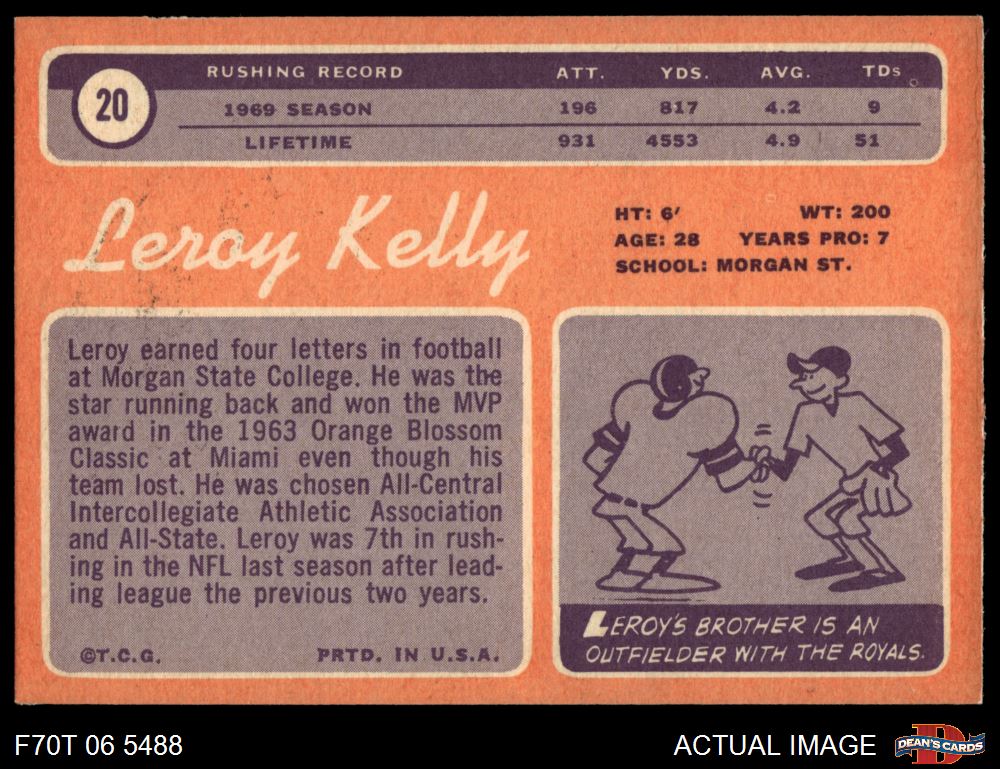 20
RUSHING RECORD ATT. YDS. AVG. TDs
1969 SEASON 196 817 4.2 9
LIFETIME 931 4553 4.9 51
Leroy Kelly
HT: 6' WT: 200
AGE: 28 YEARS PRO: 7
SCHOOL: MORGAN ST.
Leroy earned four letters in football
at Morgan State College. He was the
star running back and won the MVP
award in the 1963 Orange Blossom
Classic at Miami even though his
team lost. He was chosen All-Central
Intercollegiate Athletic Association
and All-State. Leroy was 7th in rush-
ing in the NFL last season after lead-
ing league the previous two years.
©T.C.G. PRTD. IN U.S.A.
LEROY'S BROTHER IS AN
OUTFIELDER WITH THE ROYALS.
F70T 06 5488
ACTUAL IMAGE
DEAN'S CARDS